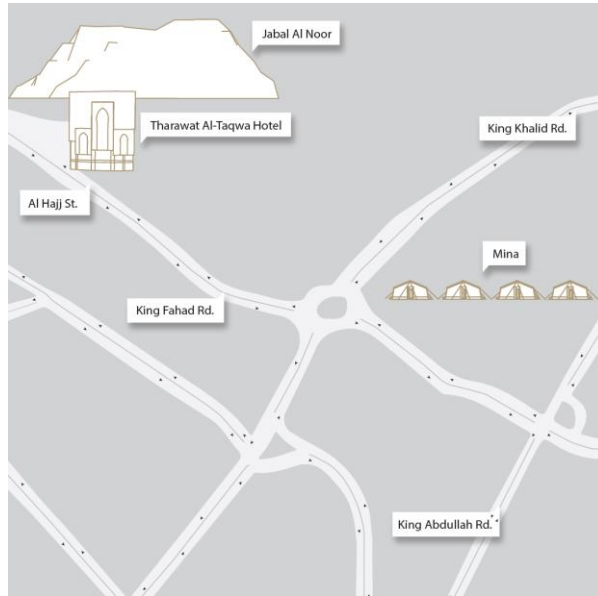 Jabal Al Noor
Tharawat Al-Taqwa Hotel
King Khalid Rd.
Al Hajj St.
Mina
King Fahad Rd.
King Abdullah Rd.